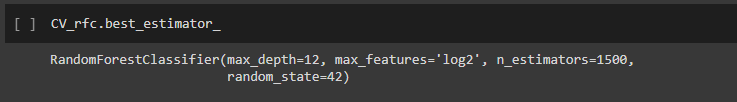 [ ] CV_rfc.best_estimator_
RandomForestClassifier(max_depth=12, max_features='log2', n_estimators=1500,
random_state=42)